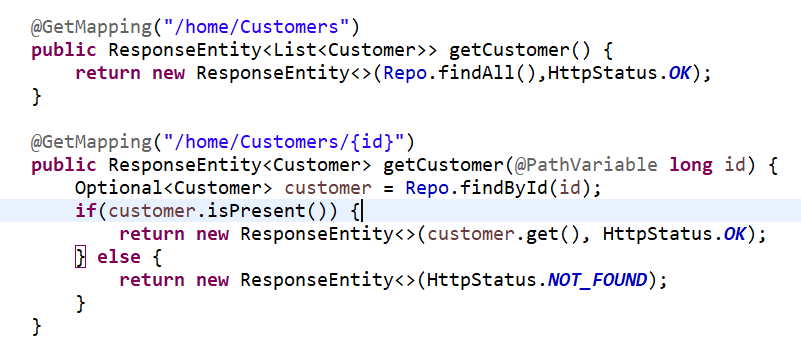 @GetMapping("/home/Customers")
public ResponseEntity<List<Customer>> getCustomer() {
return new ResponseEntity<>(Repo.findAll(),HttpStatus.OK);
}
@GetMapping("/home/Customers/{id}")
public ResponseEntity<Customer> getCustomer(@PathVariable long id) {
Optional<Customer> customer = Repo.findById(id);
if(customer.isPresent()) {
return new ResponseEntity<>(customer.get(), HttpStatus.OK);
} else {
return new ResponseEntity<>(HttpStatus.NOT_FOUND);
}
}